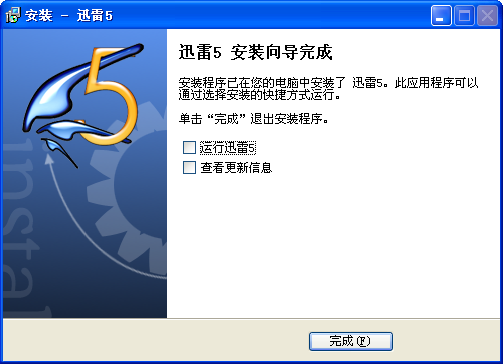 安装 - 迅雷5
5
迅雷5 安装向导完成
安装程序已在您的电脑中安装了 迅雷5。此应用程序可以
通过选择安装的快捷方式运行。
单击“完成”退出安装程序。
运行迅雷5
查看更新信息
instal
完成(F)